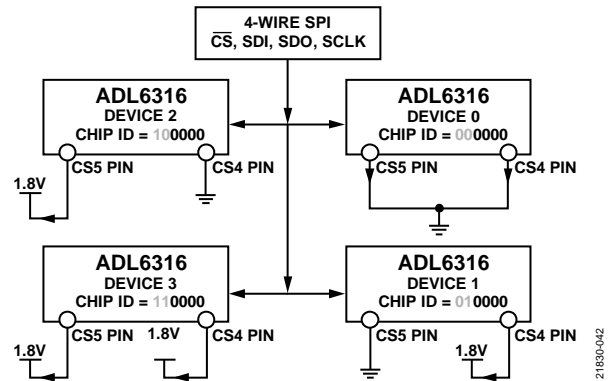 4-WIRE SPI
CS, SDI, SDO, SCLK
ADL6316
DEVICE 2
CHIP ID = 100000
CS5 PIN
CS4 PIN
1.8V
ADL6316
DEVICE 0
CHIP ID = 000000
CS5 PIN
CS4 PIN
ADL6316
DEVICE 3
CHIP ID = 110000
CS5 PIN
CS4 PIN
1.8V
1.8V
ADL6316
DEVICE 1
CHIP ID = 010000
CS5 PIN
CS4 PIN
1.8V
21830-042